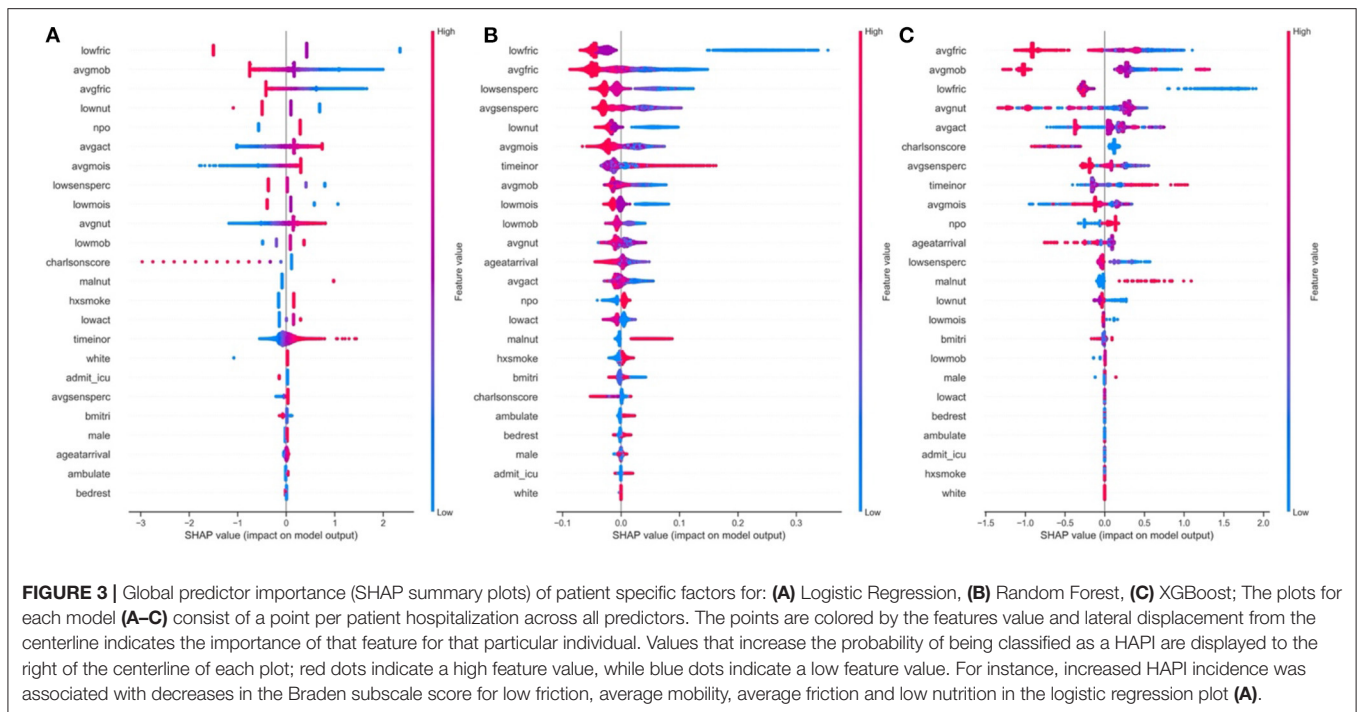 A
lowfric
avgmob
avgfric
lownut
npo
avgact
avgmois
lowsensperc
lowmois
avgnut
lowmob
charlsonscore
malnut
hxsmoke
lowact
timeinor
white
admit_icu
avgsensperc
bmitri
male
ageatarrival
ambulate
bedrest
-3 -2 -1 0 1 2
SHAP value (impact on model output)
High
Feature value
Low
B
lowfric
avgfric
lowsensperc
avgsensperc
lownut
avgmois
timeinor
avgmob
lowmois
lowmob
avgnut
ageatarrival
avgact
npo
lowact
malnut
hxsmoke
bmitri
charlsonscore
ambulate
bedrest
male
admit_icu
white
-0.1 0.0 0.1 0.2 0.3
SHAP value (impact on model output)
High
Feature value
Low
C
avgfric
avgmob
lowfric
avgnut
avgact
charlsonscore
avgsensperc
timeinor
avgmois
npo
ageatarrival
lowsensperc
malnut
lownut
lowmois
bmitri
lowmob
male
lowact
bedrest
ambulate
admit_icu
hxsmoke
white
-1.5 -1.0 -0.5 0.0 0.5 1.0 1.5 2.0
SHAP value (impact on model output)
High
Feature value
Low
FIGURE 3 | Global predictor importance (SHAP summary plots) of patient specific factors for: (A) Logistic Regression, (B) Random Forest, (C) XGBoost; The plots for
each model (A–C) consist of a point per patient hospitalization across all predictors. The points are colored by the features value and lateral displacement from the
centerline indicates the importance of that feature for that particular individual. Values that increase the probability of being classified as a HAPI are displayed to the
right of the centerline of each plot; red dots indicate a high feature value, while blue dots indicate a low feature value. For instance, increased HAPI incidence was
associated with decreases in the Braden subscale score for low friction, average mobility, average friction and low nutrition in the logistic regression plot (A).